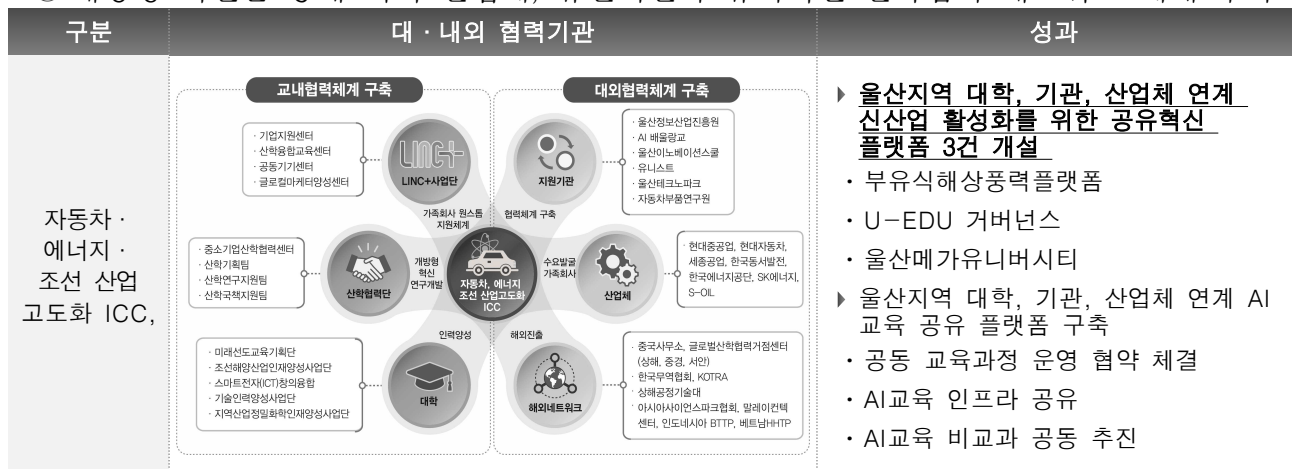 구분
대 · 내외 협력기관
성과
자동차 ·
에너지 ·
조선 산업
고도화 ICC,
교내협력체계 구축
대외협력체계 구축
· 기업지원센터
· 산학융합교육센터
· 공동기기센터
· 글로컬마케터양성센터
LINC+
LINC+사업단
지원기관
· 울산정보산업진흥원
· AI 배움랑교
· 울산이노베이션스쿨
· 유니스트
· 울산테크노파크
· 자동차부품연구원
가족회사 원스톱
지원체계
협력체계 구축
· 중소기업산학협력센터
· 산학기획팀
· 산학연구지원팀
· 산학국책지원팀
산학협력단
개방형
혁신
연구개발
자동차, 에너지
조선 산업고도화
ICC
수요발굴
가족회사
산업체
· 현대중공업, 현대자동차,
세종공업, 한국동서발전,
한국에너지공단, SK에너지,
S-OIL
인력양성
해외진출
· 미래선도교육기획단
· 조선해양산업인재양성사업단
· 스마트전자(ICT)창의융합
· 기술인력양성사업단
· 지역산업정밀화학인재양성사업단
대학
해외네트워크
· 중국사무소, 글로벌산학협력거점센터
(상해, 중경, 서안)
· 한국무역협회, KOTRA
· 상해공정기술대
· 아시아사이언스파크협회, 말레이컨텍
센터, 인도네시아 BTTP, 베트남HHTP
▶ 울산지역 대학, 기관, 산업체 연계
신산업 활성화를 위한 공유혁신
플랫폼 3건 개설
· 부유식해상풍력플랫폼
· U-EDU 거버넌스
· 울산메가유니버시티
▶ 울산지역 대학, 기관, 산업체 연계 AI
교육 공유 플랫폼 구축
· 공동 교육과정 운영 협약 체결
· AI교육 인프라 공유
· AI교육 비교과 공동 추진